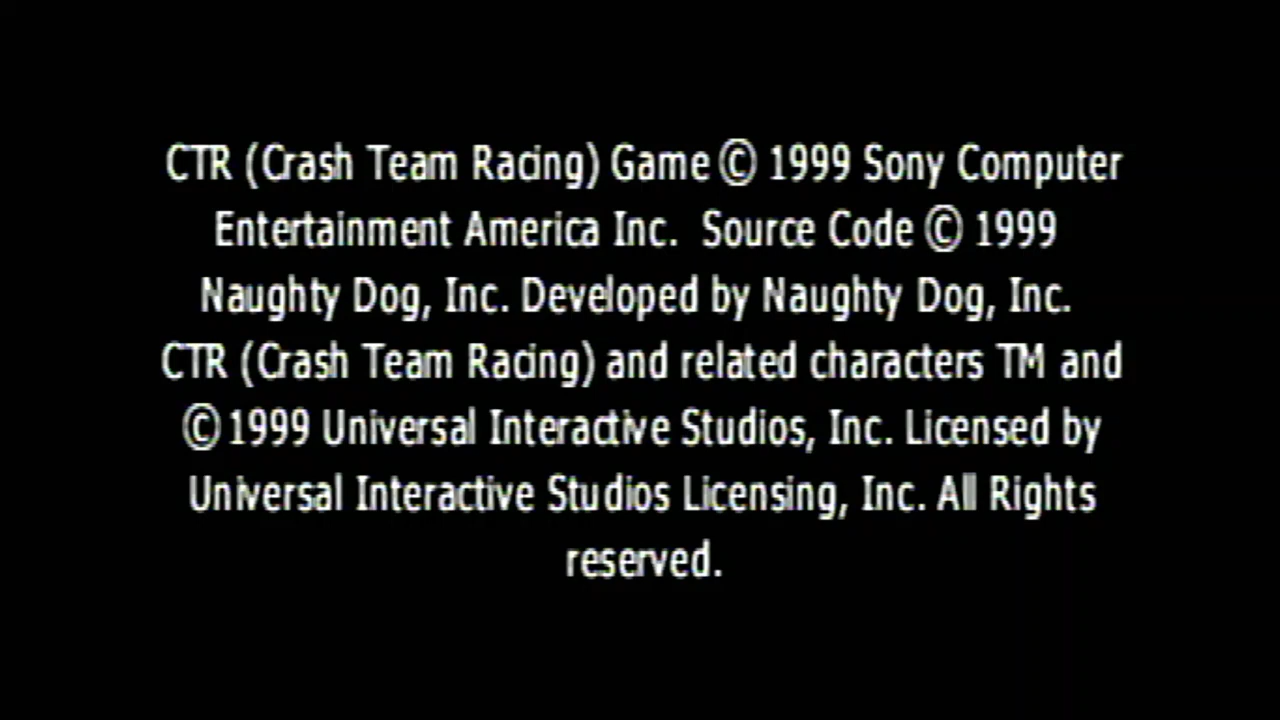 CTR (Crash Team Racing) Game © 1999 Sony Computer
Entertainment America Inc.  Source Code © 1999
Naughty Dog, Inc. Developed by Naughty Dog, Inc.
CTR (Crash Team Racing) and related characters TM and
© 1999 Universal Interactive Studios, Inc. Licensed by
Universal Interactive Studios Licensing, Inc. All Rights
reserved.